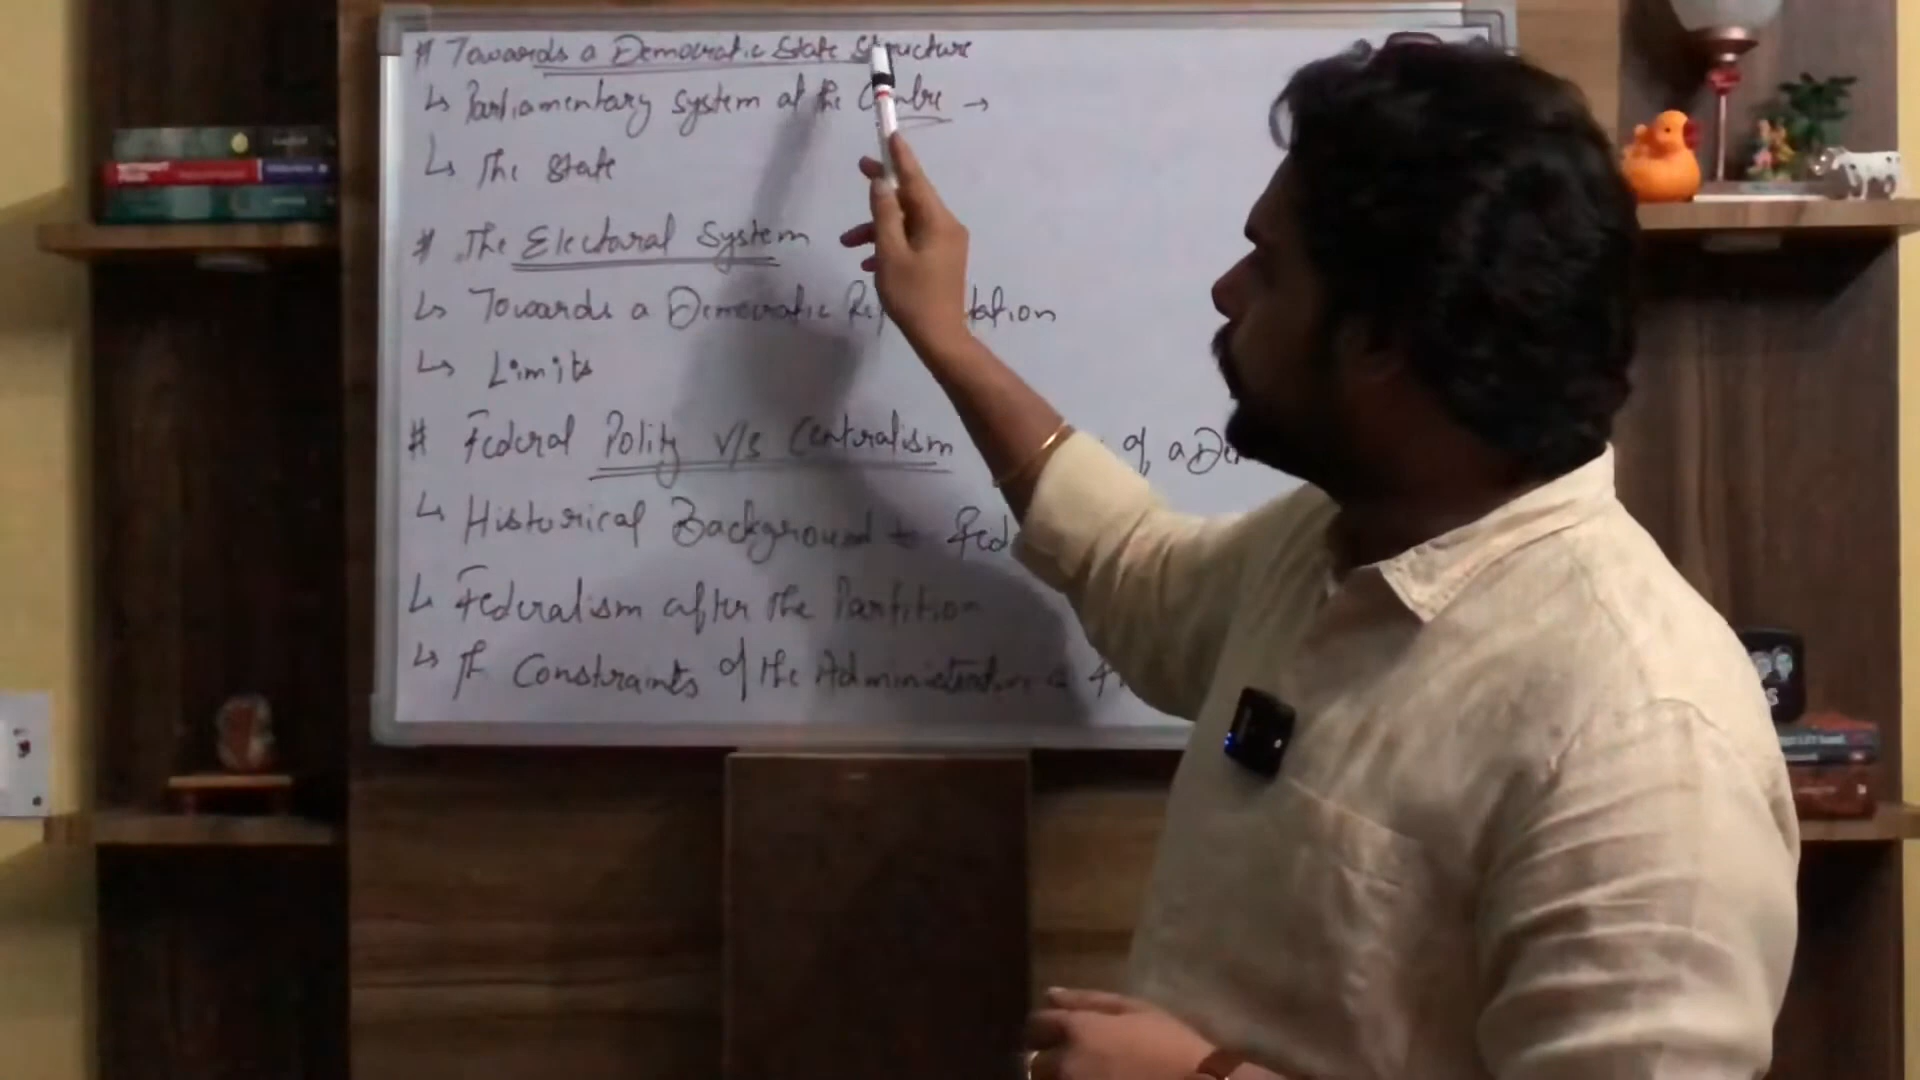 # Towards a Democratic State Structure
↳ Parliamentary System at the Centre →
↳ The State
# The Electoral System
↳ Towards a Democratic
↳ Limits
# Federal Polity v/s Centralism of a
↳ Historical Background
↳ Federalism after the Partition
↳ Constraints of the